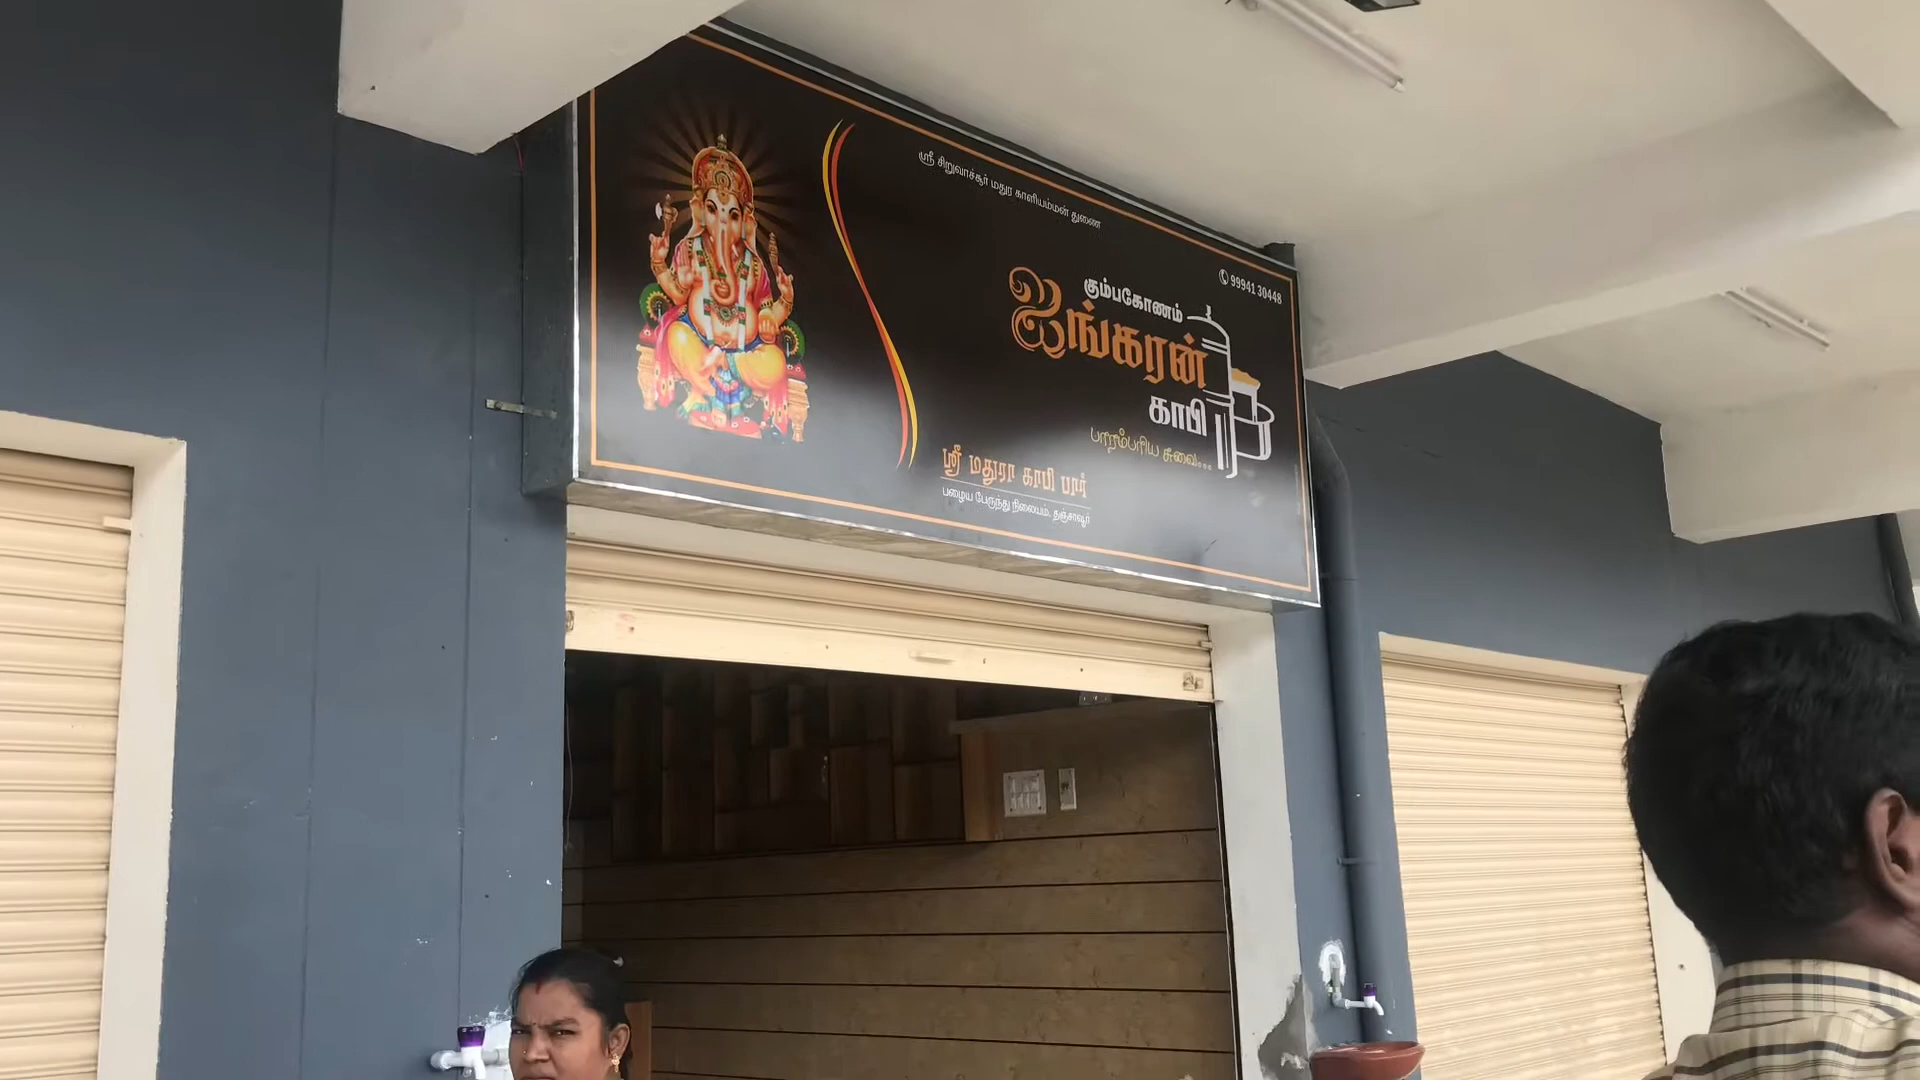 ஸ்ரீ சிறுவாச்சூர் மதுர காளியம்மன் துணை
✆ 99941 30448
கும்பகோணம்
ஐங்கரன்
காபி
பாரம்பரிய சுவை...
ஸ்ரீ மதுரா காபி பார்
பழைய பேருந்து நிலையம், தஞ்சாவூர்